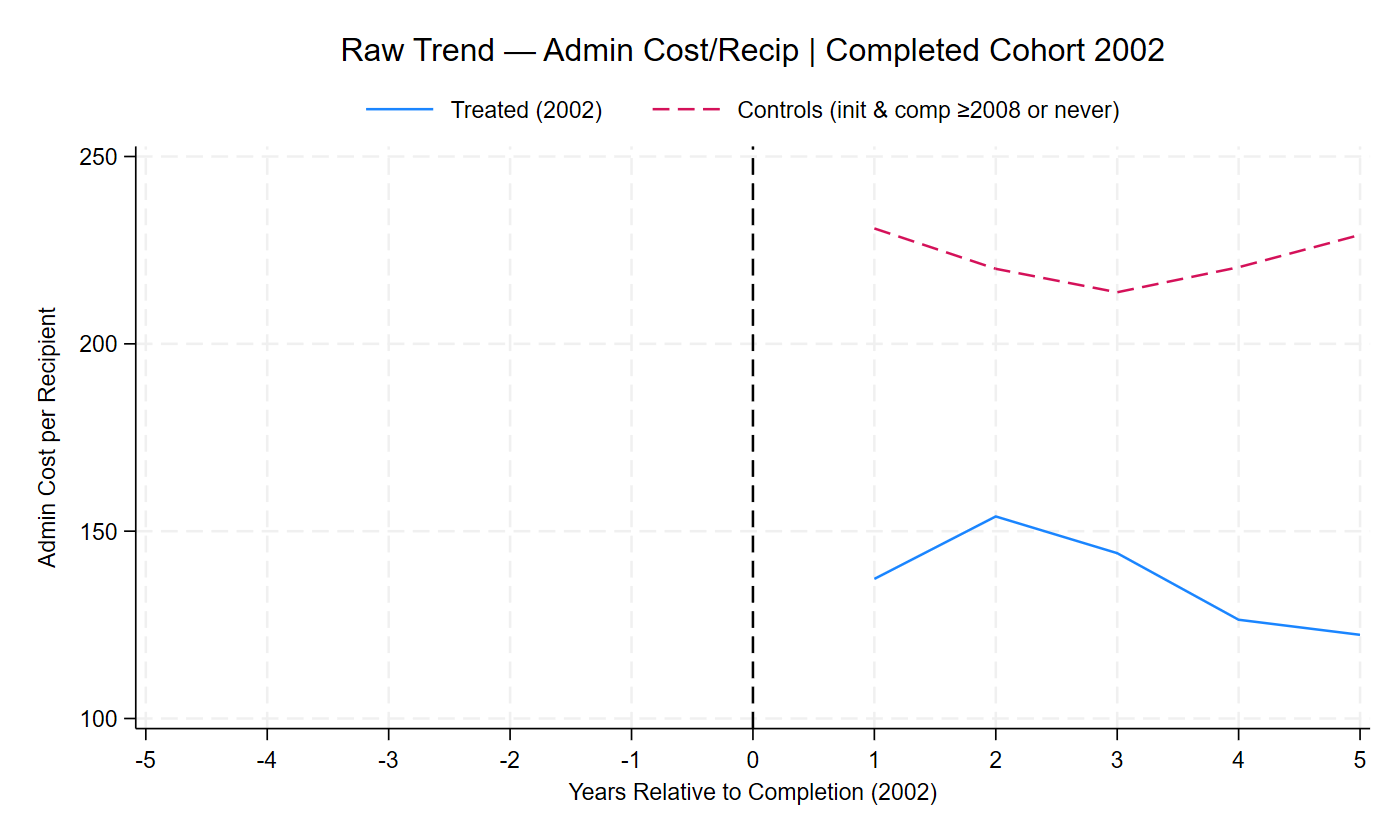 Raw Trend — Admin Cost/Recip | Completed Cohort 2002
Treated (2002)
Controls (init & comp ≥2008 or never)
Admin Cost per Recipient
250
200
150
100
-5 -4 -3 -2 -1 0 1 2 3 4 5
Years Relative to Completion (2002)